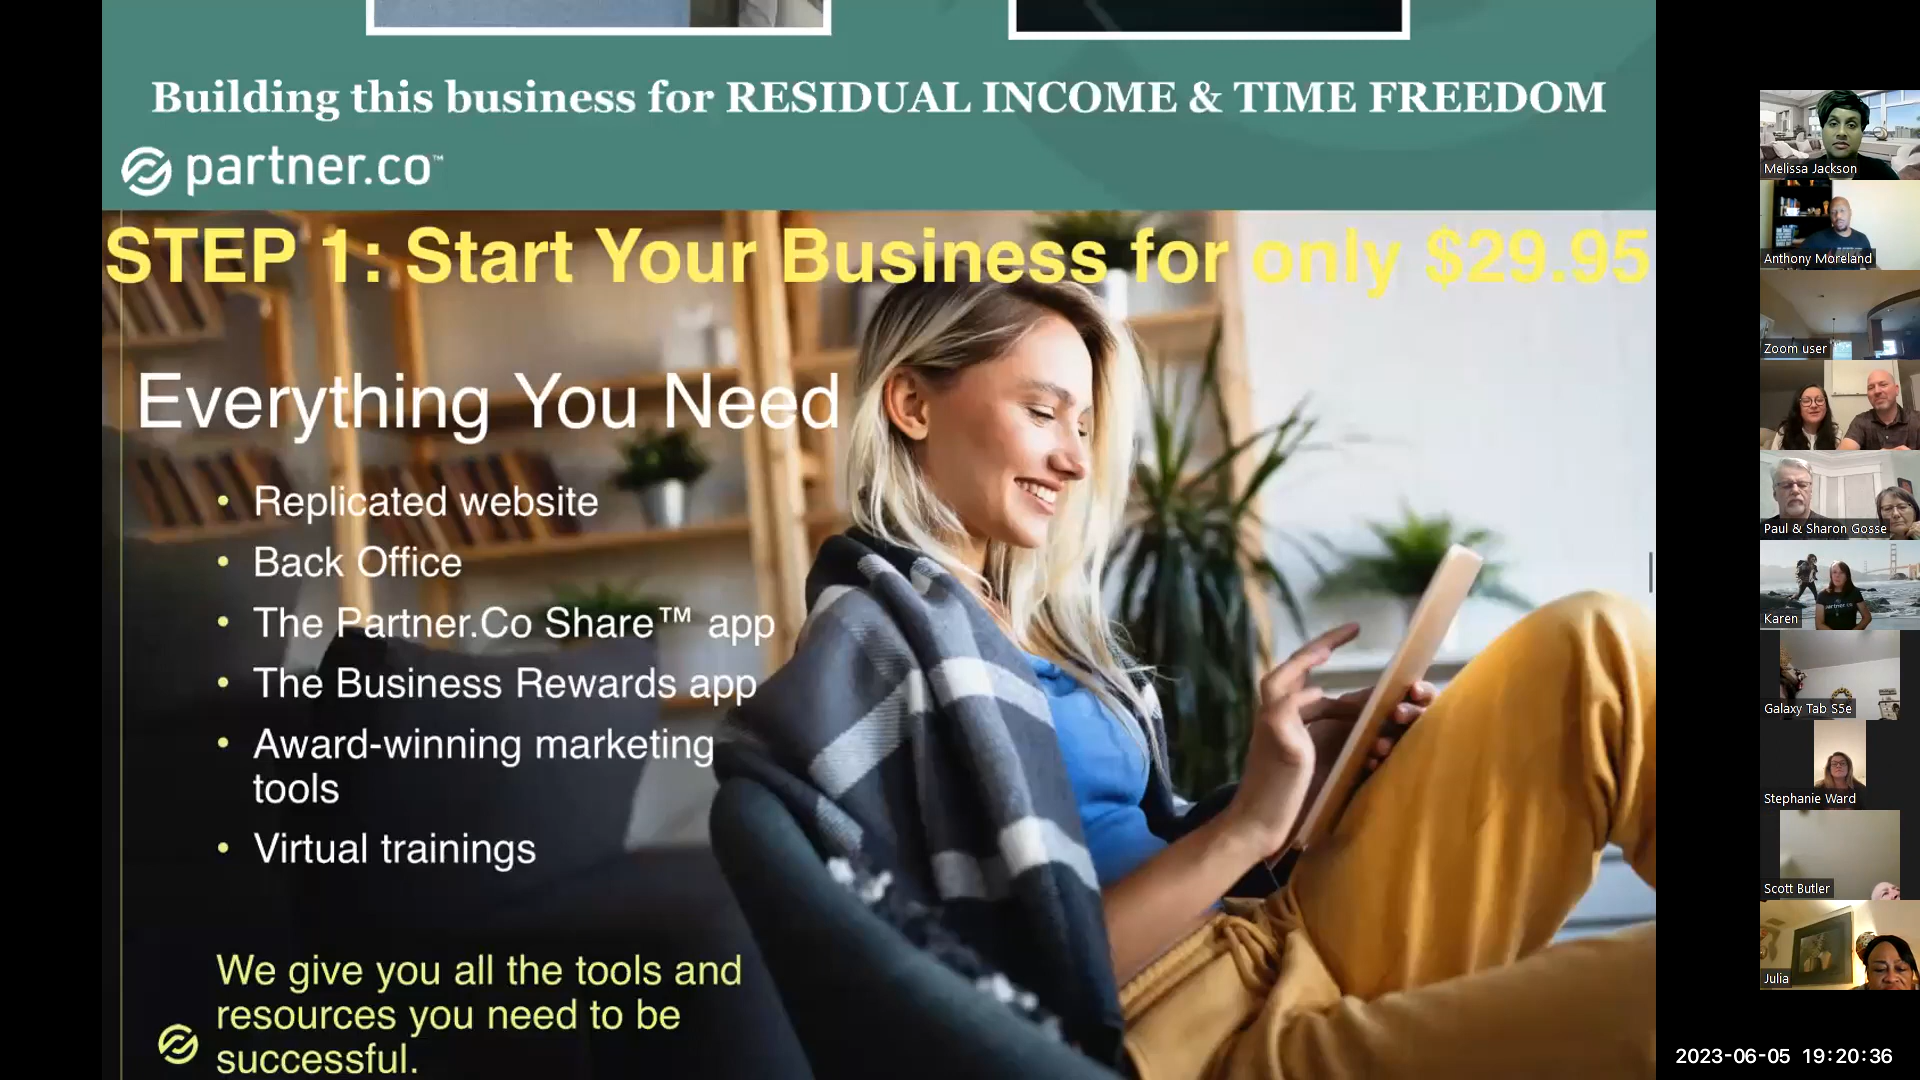 Building this business for RESIDUAL INCOME & TIME FREEDOM
partner.co™
STEP 1: Start Your Business for only $29.95
Everything You Need
• Replicated website
• Back Office
• The Partner.Co Share™ app
• The Business Rewards app
• Award-winning marketing
tools
• Virtual trainings
We give you all the tools and
resources you need to be
successful.
Melissa Jackson
Anthony Moreland
Zoom user
Paul & Sharon Gosse
partner.co
Karen
Galaxy Tab S5e
Stephanie Ward
Scott Butler
Julia
2023-06-05 19:20:36